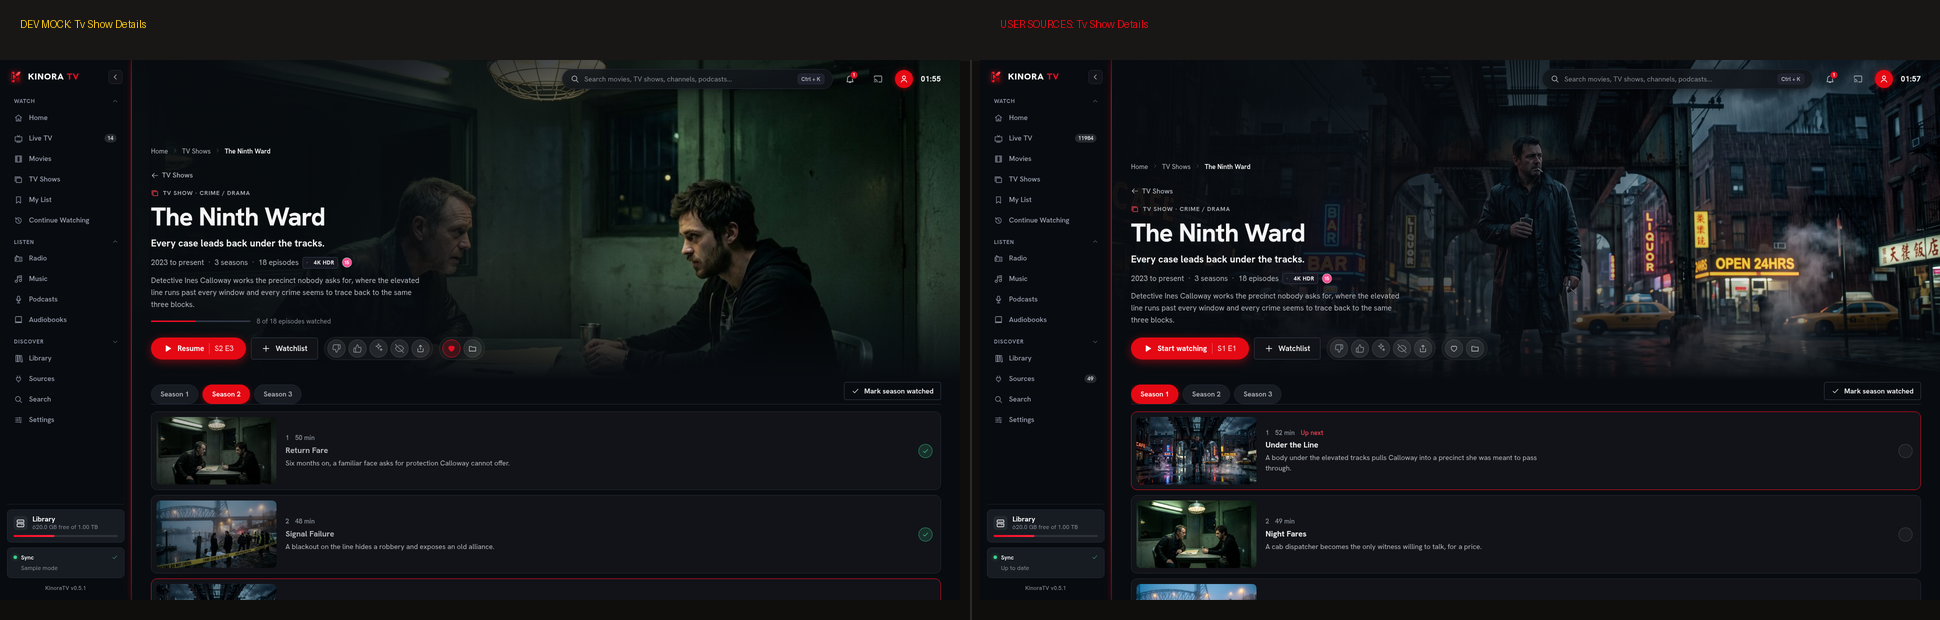 DEV MOCK: Tv Show Details
KINORA TV
WATCH
Home
Live TV 14
Movies
TV Shows
My List
Continue Watching
LISTEN
Radio
Music
Podcasts
Audiobooks
DISCOVER
Library
Sources
Search
Settings
Library
620.0 GB free of 1.00 TB
Sync
Sample mode
KinoraTV v0.5.1
Search movies, TV shows, channels, podcasts... Ctrl + K
1
01:55
Home TV Shows The Ninth Ward
TV Shows
TV SHOW · CRIME / DRAMA
The Ninth Ward
Every case leads back under the tracks.
2023 to present · 3 seasons · 18 episodes 4K HDR 15
Detective Ines Calloway works the precinct nobody asks for, where the elevated
line runs past every window and every crime seems to trace back to the same
three blocks.
8 of 18 episodes watched
Resume S2 E3
Watchlist
Season 1 Season 2 Season 3
Mark season watched
1 50 min
Return Fare
Six months on, a familiar face asks for protection Calloway cannot offer.
2 48 min
Signal Failure
A blackout on the line hides a robbery and exposes an old alliance.
USER SOURCES: Tv Show Details
KINORA TV
WATCH
Home
Live TV 11984
Movies
TV Shows
My List
Continue Watching
LISTEN
Radio
Music
Podcasts
Audiobooks
DISCOVER
Library
Sources 49
Search
Settings
Library
620.0 GB free of 1.00 TB
Sync
Up to date
KinoraTV v0.5.1
Search movies, TV shows, channels, podcasts... Ctrl + K
1
01:57
Home TV Shows The Ninth Ward
TV Shows
TV SHOW · CRIME / DRAMA
The Ninth Ward
Every case leads back under the tracks.
2023 to present · 3 seasons · 18 episodes 4K HDR 15
Detective Ines Calloway works the precinct nobody asks for, where the elevated
line runs past every window and every crime seems to trace back to the same
three blocks.
Start watching S1 E1
Watchlist
LIQUOR
BAR
LIQUOR
OPEN 24HRS
Season 1 Season 2 Season 3
Mark season watched
1 52 min Up next
Under the Line
A body under the elevated tracks pulls Calloway into a precinct she was meant to pass
through.
2 49 min
Night Fares
A cab dispatcher becomes the only witness willing to talk, for a price.